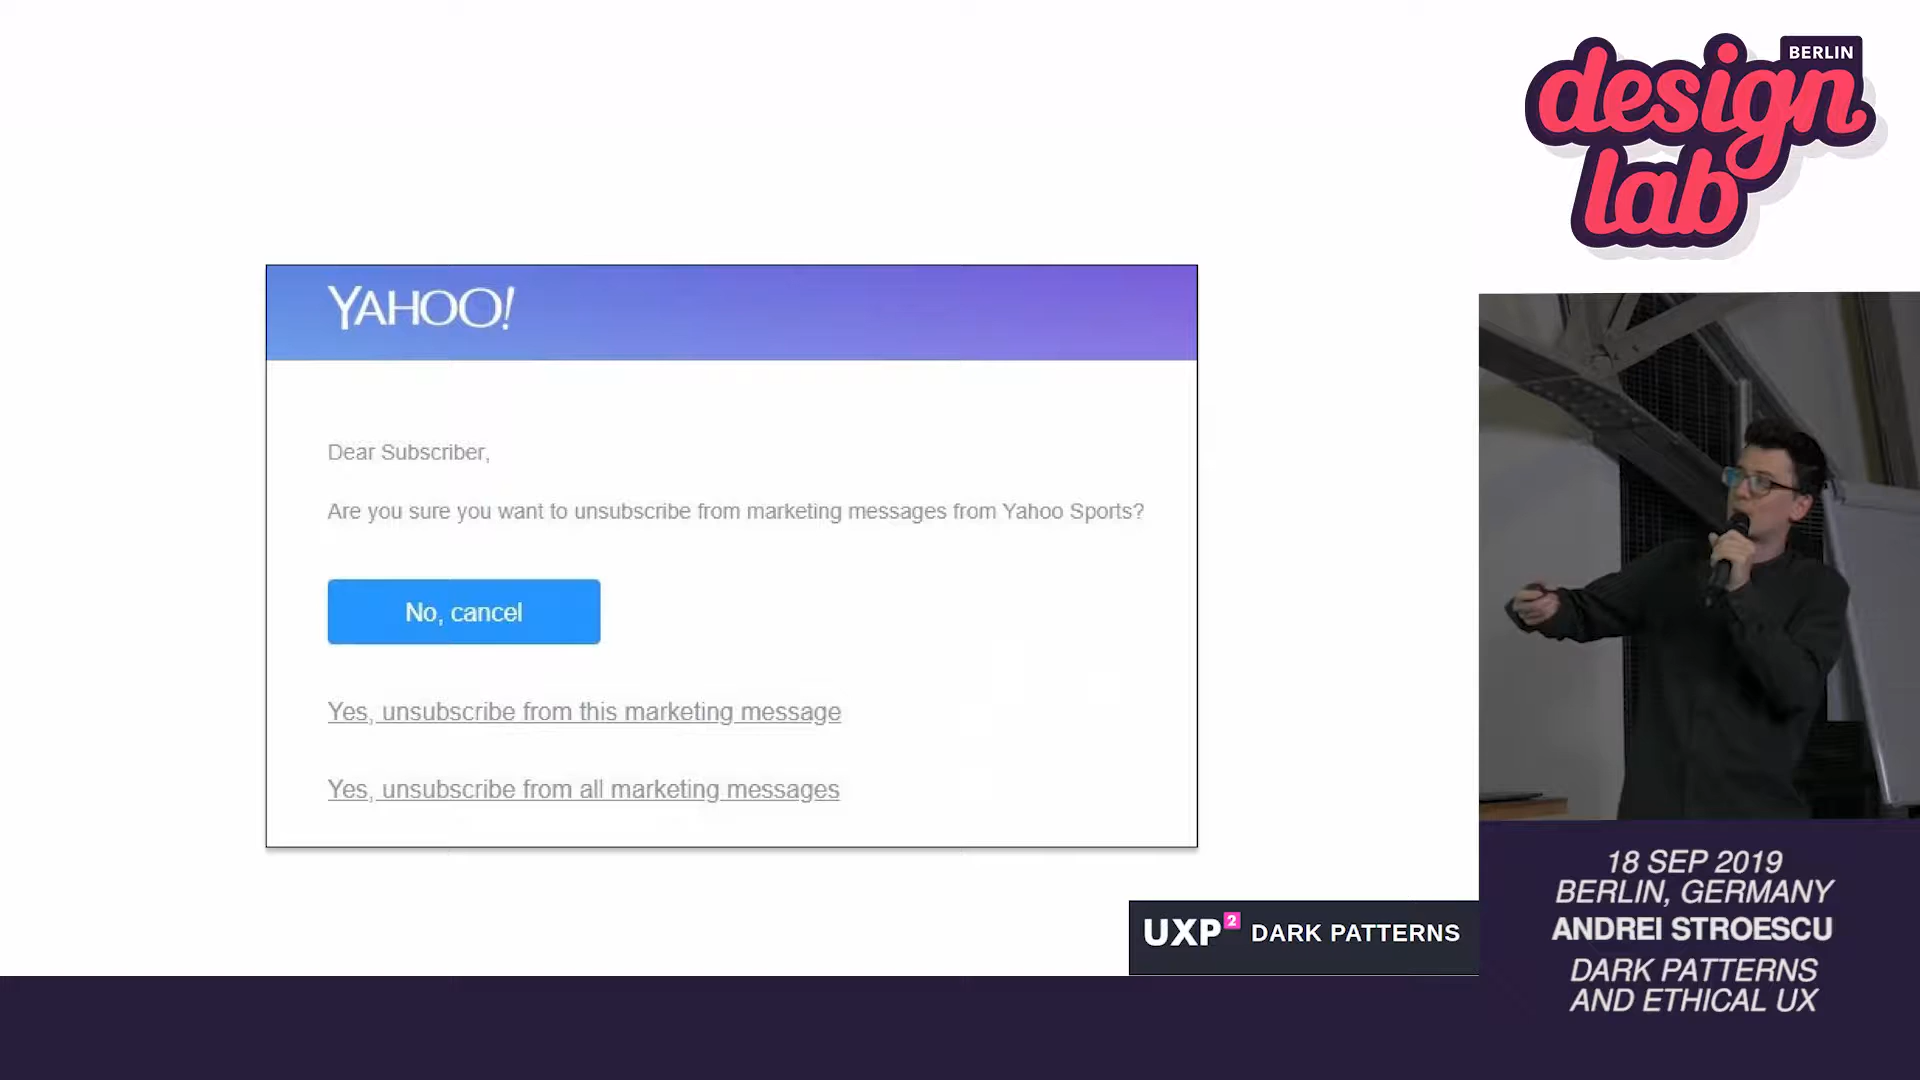 BERLIN
design
lab
YAHOO!
Dear Subscriber,
Are you sure you want to unsubscribe from marketing messages from Yahoo Sports?
No, cancel
Yes, unsubscribe from this marketing message
Yes, unsubscribe from all marketing messages
UXP2 DARK PATTERNS
18 SEP 2019
BERLIN, GERMANY
ANDREI STROESCU
DARK PATTERNS
AND ETHICAL UX